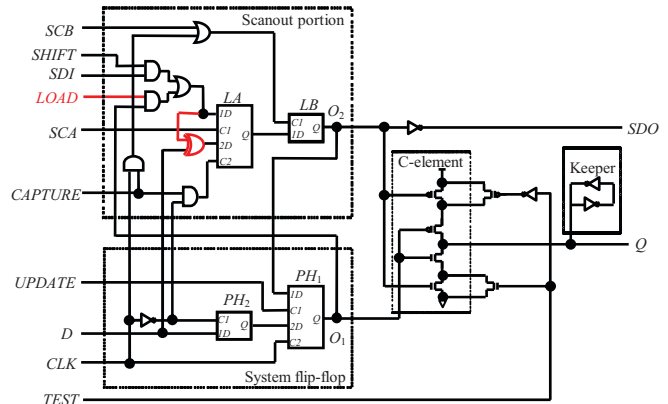 Scanout portion
SCB
SHIFT
SDI
LOAD
SCA
CAPTURE
LA
1D
C1
2D
C2
Q
LB
C1
1D
Q
O2
SDO
C-element
Keeper
Q
UPDATE
D
CLK
TEST
PH2
C1
1D
Q
PH1
1D
C1
2D
C2
Q
O1
System flip-flop